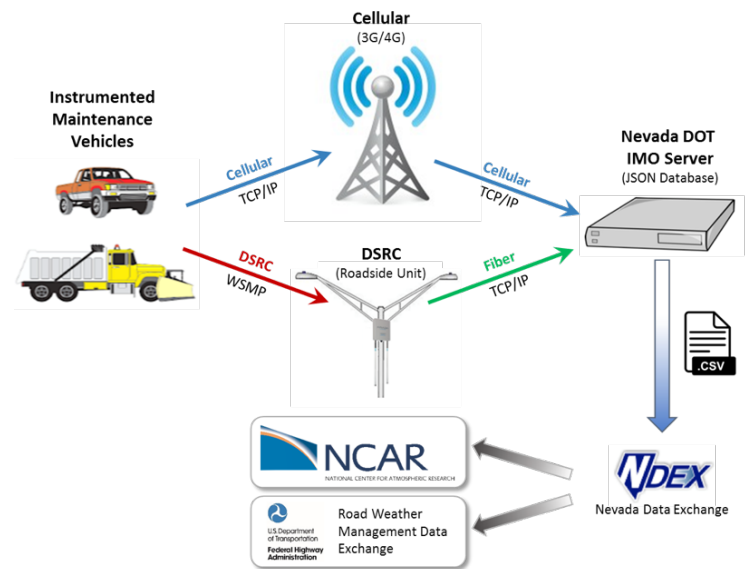 Cellular
(3G/4G)
Instrumented
Maintenance
Vehicles
Nevada DOT
IMO Server
(JSON Database)
Cellular
TCP/IP
Cellular
TCP/IP
DSRC
WSMP
DSRC
(Roadside Unit)
Fiber
TCP/IP
.CSV
NCAR
NATIONAL CENTER FOR ATMOSPHERIC RESEARCH
NDEX
Nevada Data Exchange
U.S. Department
of Transportation
Federal Highway
Administration
Road Weather
Management Data
Exchange